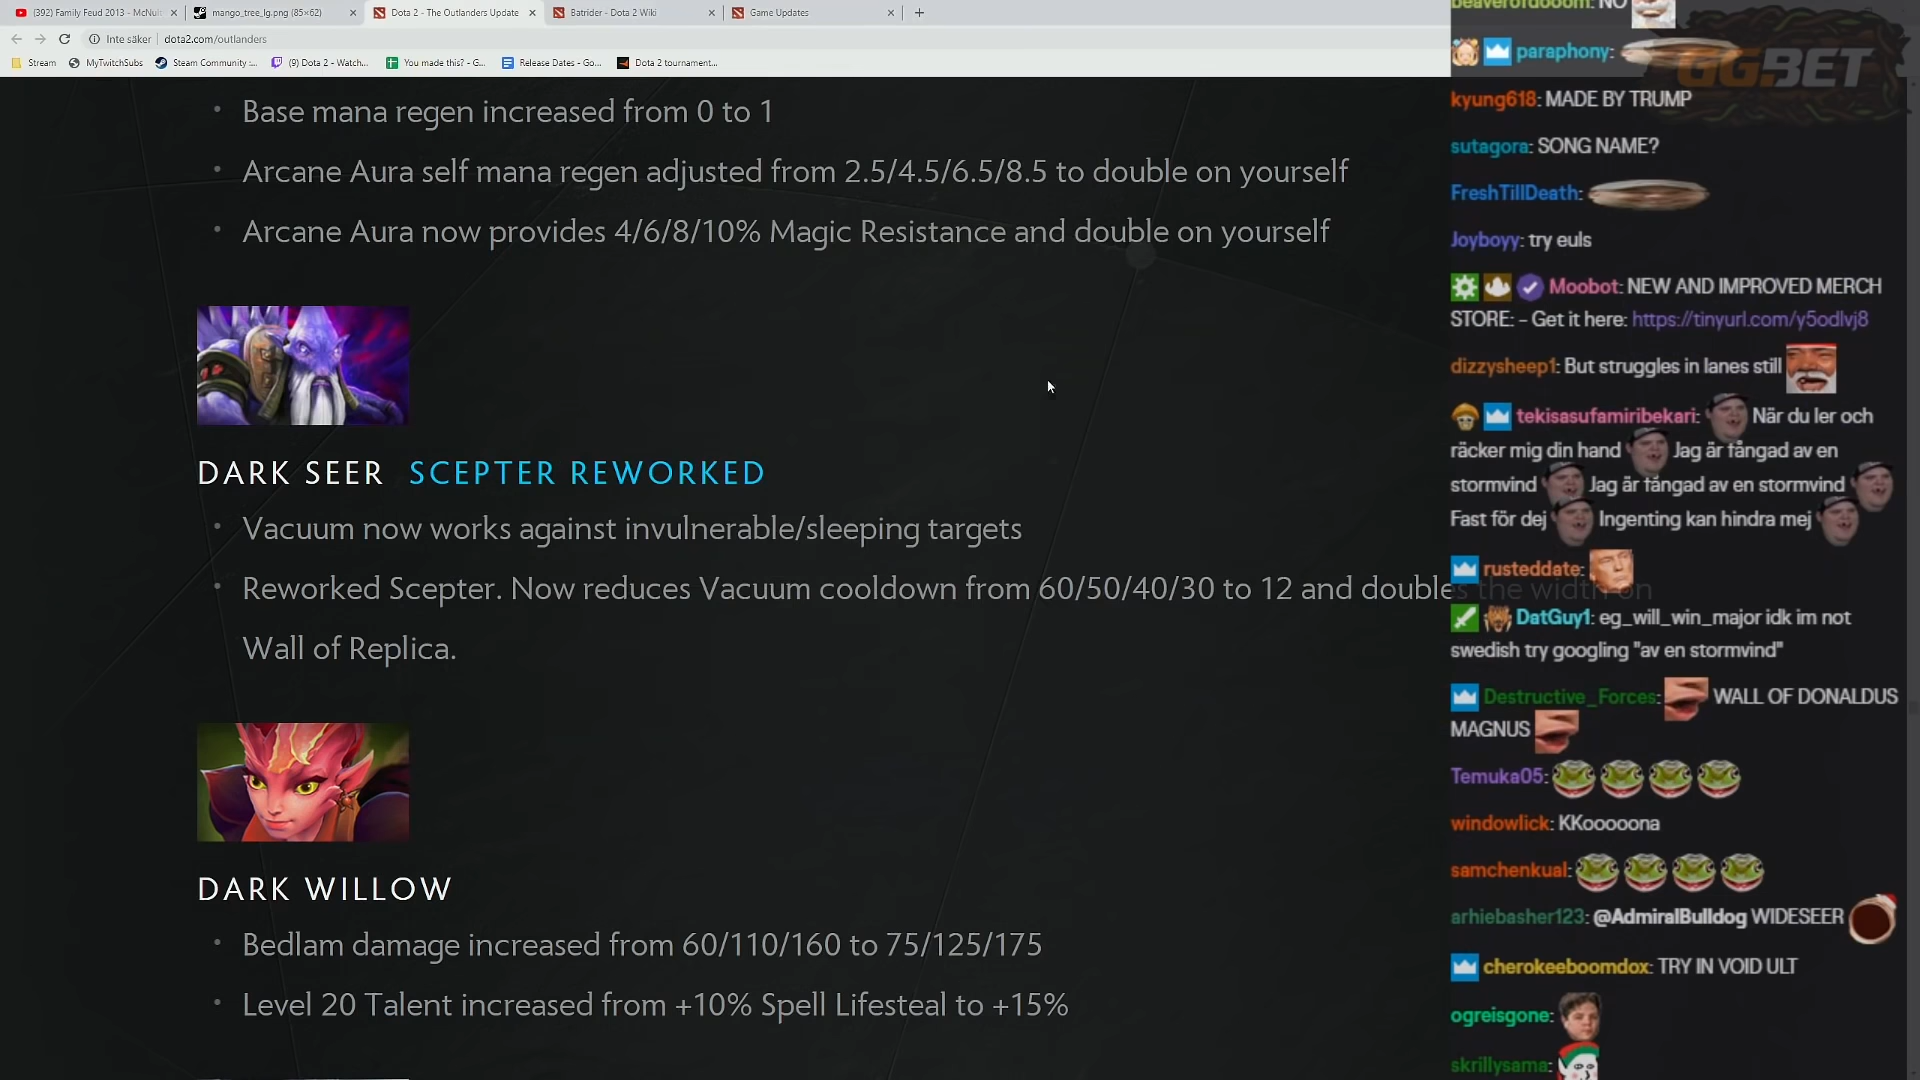 (392) Family Feud 2013 - McNul
mango_tree_lg.png (85×62)
Dota 2 - The Outlanders Update
Batrider - Dota 2 Wiki
Game Updates
Inte säker
dota2.com/outlanders
Stream
MyTwitchSubs
Steam Community :...
(9) Dota 2 - Watch...
You made this? - G...
Release Dates - Go...
Dota 2 tournament...
Base mana regen increased from 0 to 1
Arcane Aura self mana regen adjusted from 2.5/4.5/6.5/8.5 to double on yourself
Arcane Aura now provides 4/6/8/10% Magic Resistance and double on yourself
DARK SEER SCEPTER REWORKED
Vacuum now works against invulnerable/sleeping targets
Reworked Scepter. Now reduces Vacuum cooldown from 60/50/40/30 to 12 and doubles the width on
Wall of Replica.
DARK WILLOW
Bedlam damage increased from 60/110/160 to 75/125/175
Level 20 Talent increased from +10% Spell Lifesteal to +15%
GG.BET
beaverofdooom: NO
paraphony:
kyung618: MADE BY TRUMP
sutagora: SONG NAME?
FreshTillDeath:
Joyboyy: try euls
Moobot: NEW AND IMPROVED MERCH
STORE: - Get it here: https://tinyurl.com/y5odlvj8
dizzysheep1: But struggles in lanes still
tekisasufamiribekari: När du ler och
räcker mig din hand Jag är fångad av en
stormvind Jag är fångad av en stormvind
Fast för dej Ingenting kan hindra mej
rusteddate:
DatGuy1: eg_will_win_major idk im not
swedish try googling "av en stormvind"
Destructive_Forces: WALL OF DONALDUS
MAGNUS
Temuka05:
windowlick: KKooooona
samchenkual:
arhiebasher123: @AdmiralBulldog WIDESEER
cherokeeboomdox: TRY IN VOID ULT
ogreisgone:
skrillysama: